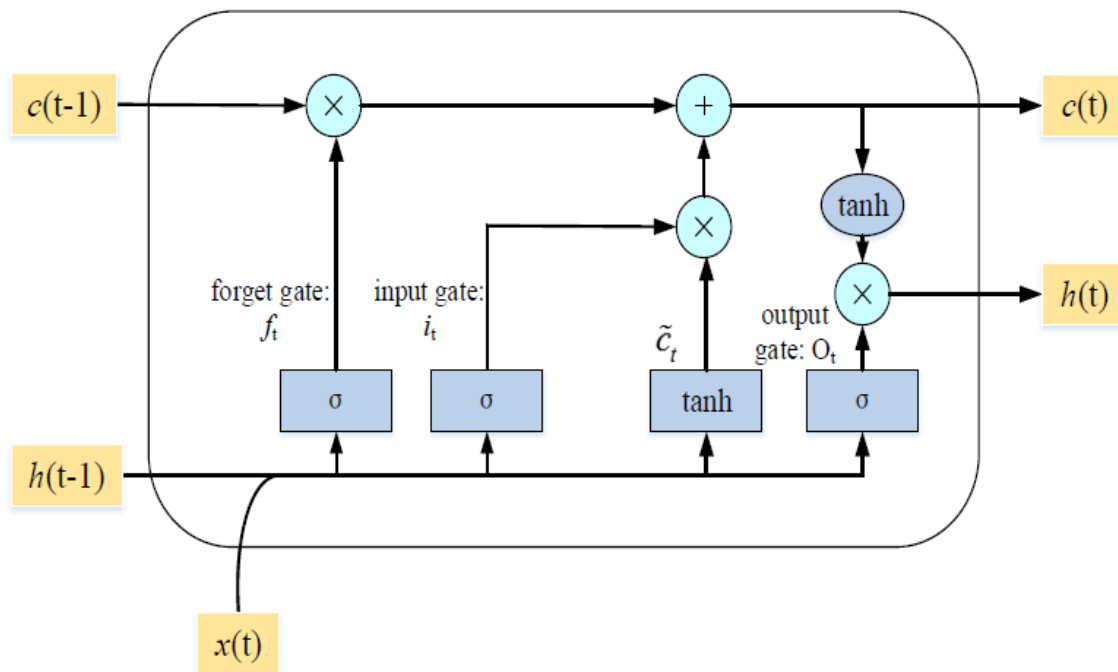 c(t-1)
×
+
c(t)
tanh
×
forget gate:
f_t
input gate:
i_t
c̃_t
output
gate: O_t
×
h(t)
σ
σ
tanh
σ
h(t-1)
x(t)